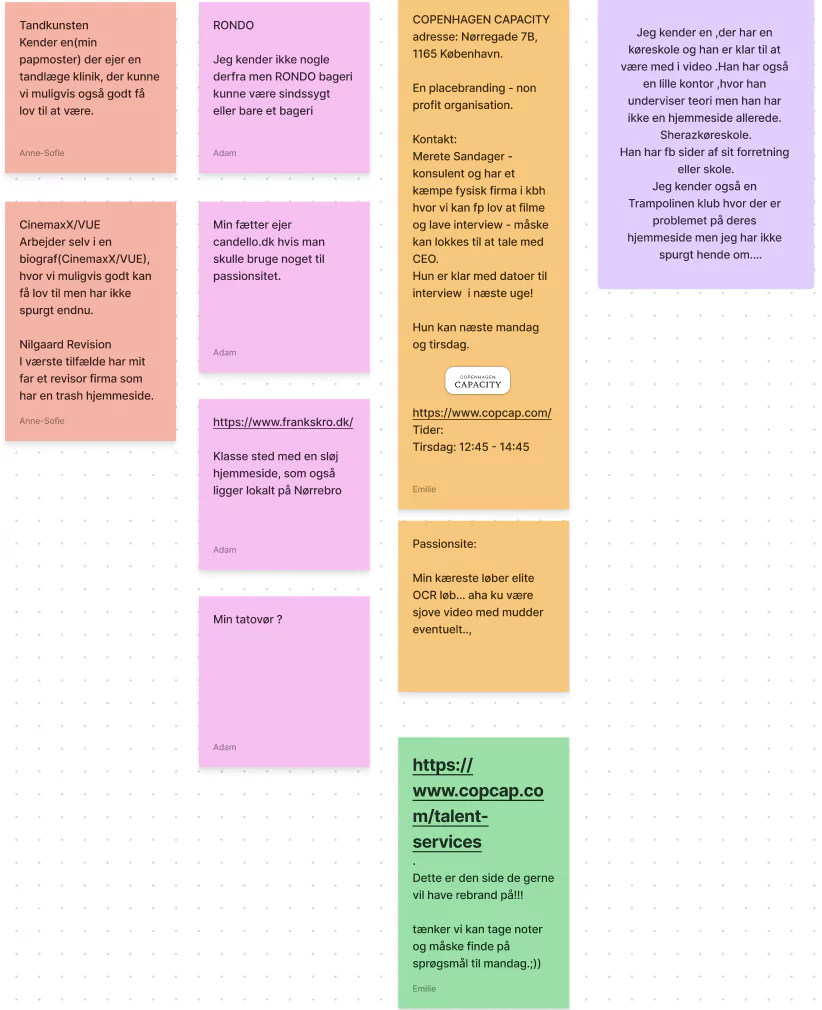 Tandkunsten
Kender en(min
papmoster) der ejer en
tandlæge klinik, der kunne
vi muligvis også godt få
lov til at være.
Anne-Sofie
CinemaxX/VUE
Arbejder selv i en
biograf(CinemaxX/VUE),
hvor vi muligvis godt kan
få lov til men har ikke
spurgt endnu.
Nilgaard Revision
I værste tilfælde har mit
far et revisor firma som
har en trash hjemmeside.
Anne-Sofie
RONDO
Jeg kender ikke nogle
derfra men RONDO bageri
kunne være sindssygt
eller bare et bageri
Adam
Min fætter ejer
candello.dk hvis man
skulle bruge noget til
passionsitet.
Adam
https://www.frankskro.dk/
Klasse sted med en sløj
hjemmeside, som også
ligger lokalt på Nørrebro
Adam
Min tatovør ?
Adam
COPENHAGEN CAPACITY
adresse: Nørregade 7B,
1165 København.
En placebranding - non
profit organisation.
Kontakt:
Merete Sandager -
konsulent og har et
kæmpe fysisk firma i kbh
hvor vi kan fp lov at filme
og lave interview - måske
kan lokkes til at tale med
CEO.
Hun er klar med datoer til
interview  i næste uge!
Hun kan næste mandag
og tirsdag.
COPENHAGEN
CAPACITY
https://www.copcap.com/
Tider:
Tirsdag: 12:45 - 14:45
Emilie
Passionsite:
Min kæreste løber elite
OCR løb... aha ku være
sjove video med mudder
eventuelt..,
https://
www.copcap.co
m/talent-
services
.
Dette er den side de gerne
vil have rebrand på!!!
tænker vi kan tage noter
og måske finde på
sprøgsmål til mandag.;))
Emilie
Jeg kender en ,der har en
køreskole og han er klar til at
være med i video .Han har også
en lille kontor ,hvor han
underviser teori men han har
ikke en hjemmeside allerede.
Sherazkøreskole.
Han har fb sider af sit forretning
eller skole.
Jeg kender også en
Trampolinen klub hvor der er
problemet på deres
hjemmeside men jeg har ikke
spurgt hende om....